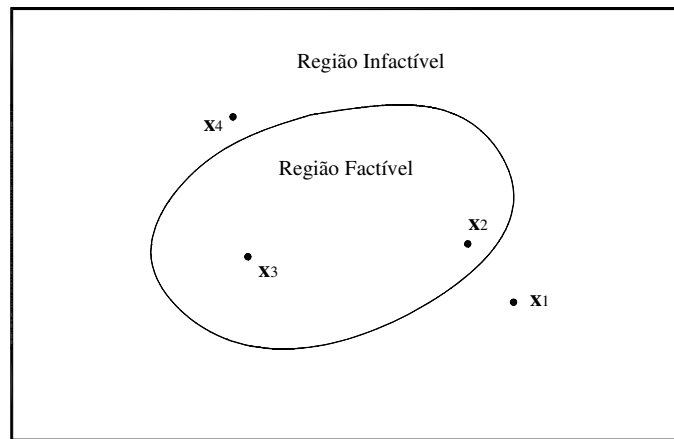 Região Infactível
x4
Região Factível
x2
x3
x1